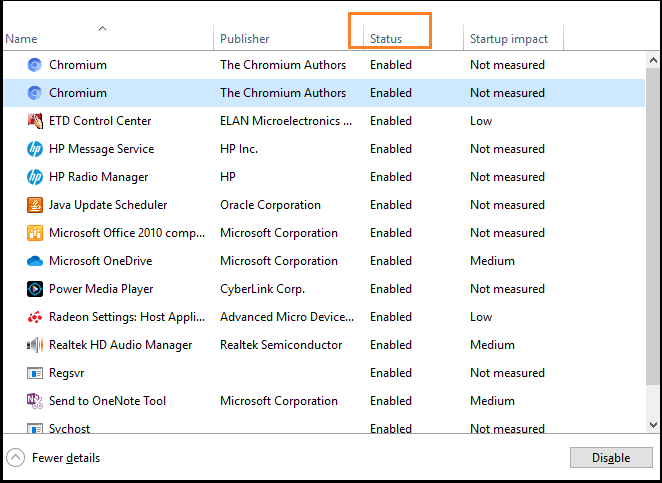 Name Publisher Status Startup impact
Chromium The Chromium Authors Enabled Not measured
Chromium The Chromium Authors Enabled Not measured
ETD Control Center ELAN Microelectronics ... Enabled Low
HP Message Service HP Inc. Enabled Not measured
HP Radio Manager HP Enabled Not measured
Java Update Scheduler Oracle Corporation Enabled Not measured
Microsoft Office 2010 comp... Microsoft Corporation Enabled Not measured
Microsoft OneDrive Microsoft Corporation Enabled Medium
Power Media Player CyberLink Corp. Enabled Not measured
Radeon Settings: Host Appli... Advanced Micro Device... Enabled Low
Realtek HD Audio Manager Realtek Semiconductor Enabled Medium
Regsvr Enabled Not measured
Send to OneNote Tool Microsoft Corporation Enabled Medium
Svchost Enabled Not measured
Fewer details Disable